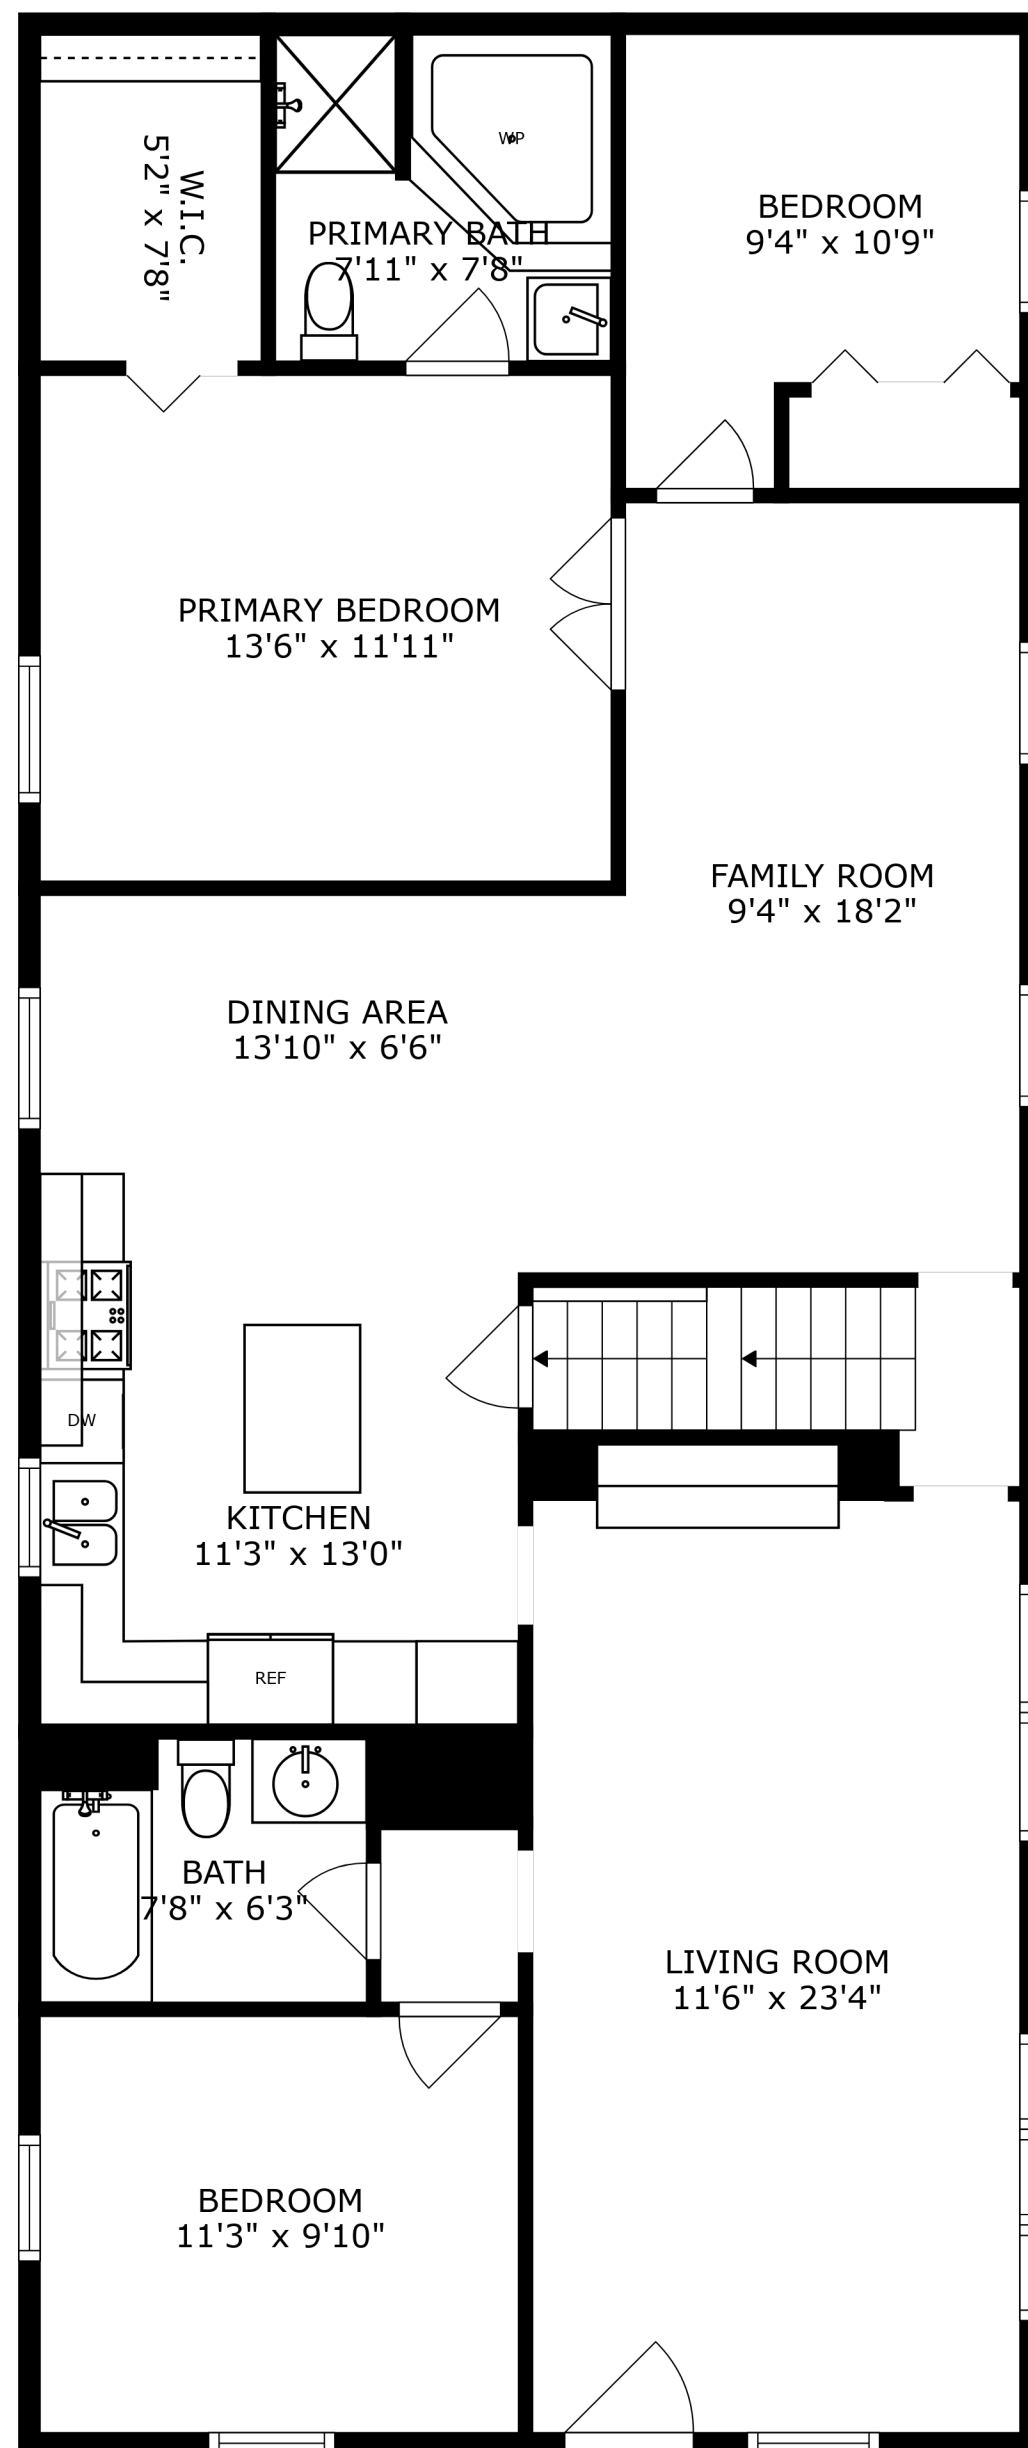 W.I.C.
5'2" x 7'8"
WP
PRIMARY BATH
7'11" x 7'8"
BEDROOM
9'4" x 10'9"
PRIMARY BEDROOM
13'6" x 11'11"
FAMILY ROOM
9'4" x 18'2"
DINING AREA
13'10" x 6'6"
DW
KITCHEN
11'3" x 13'0"
REF
BATH
7'8" x 6'3"
LIVING ROOM
11'6" x 23'4"
BEDROOM
11'3" x 9'10"